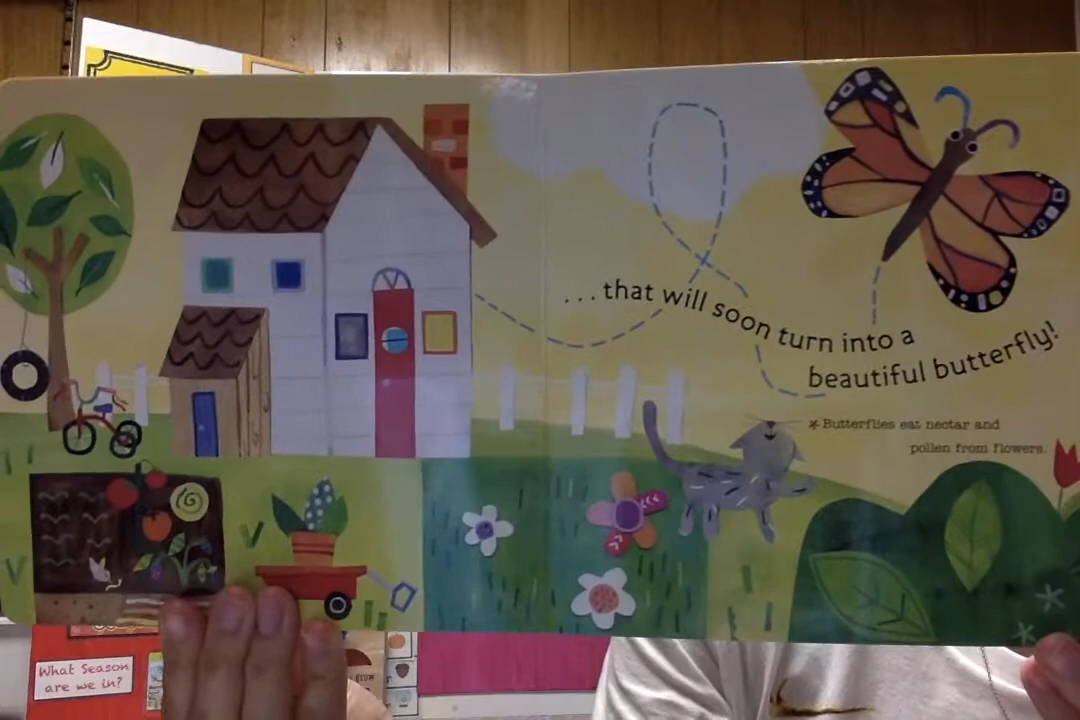 ...that will soon turn into a
beautiful butterfly!
* Butterflies eat nectar and
pollen from flowers.
What Season
are we in?